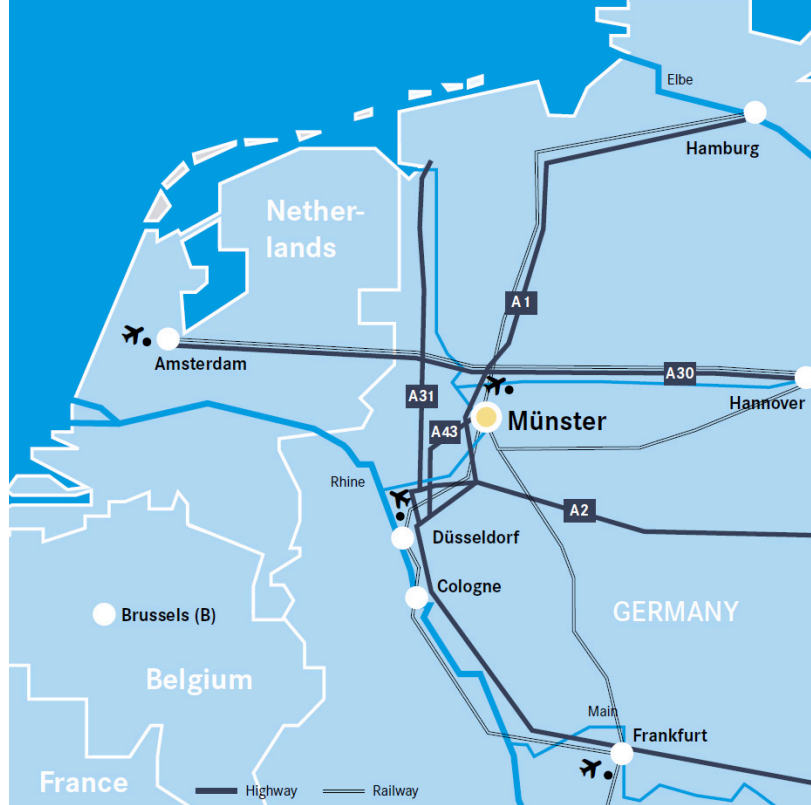 Elbe
Hamburg
Nether-
lands
A1
Amsterdam
A30
A31
Hannover
Münster
A43
Rhine
A2
Düsseldorf
Cologne
Brussels (B)
GERMANY
Belgium
Main
Frankfurt
France
Highway
Railway